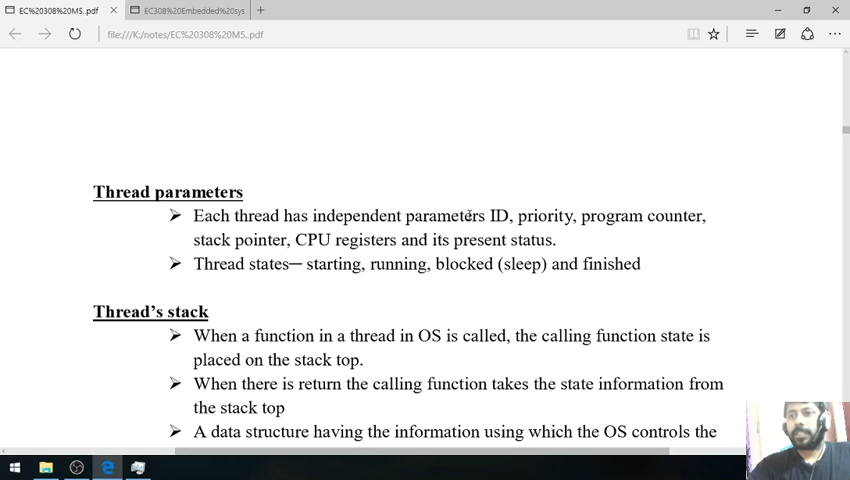 EC%20308%20M5..pdf
EC308%20Embedded%20sys
file:///K:/notes/EC%20308%20M5..pdf
Thread parameters
➢ Each thread has independent parameters ID, priority, program counter,
stack pointer, CPU registers and its present status.
➢ Thread states─ starting, running, blocked (sleep) and finished
Thread’s stack
➢ When a function in a thread in OS is called, the calling function state is
placed on the stack top.
➢ When there is return the calling function takes the state information from
the stack top
➢ A data structure having the information using which the OS controls the